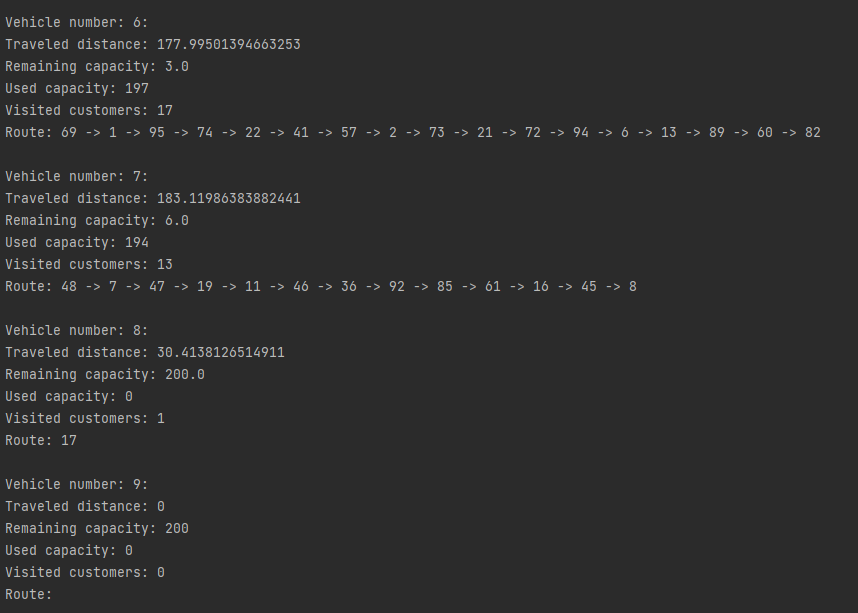 Vehicle number: 6:
Traveled distance: 177.99501394663253
Remaining capacity: 3.0
Used capacity: 197
Visited customers: 17
Route: 69 -> 1 -> 95 -> 74 -> 22 -> 41 -> 57 -> 2 -> 73 -> 21 -> 72 -> 94 -> 6 -> 13 -> 89 -> 60 -> 82
Vehicle number: 7:
Traveled distance: 183.11986383882441
Remaining capacity: 6.0
Used capacity: 194
Visited customers: 13
Route: 48 -> 7 -> 47 -> 19 -> 11 -> 46 -> 36 -> 92 -> 85 -> 61 -> 16 -> 45 -> 8
Vehicle number: 8:
Traveled distance: 30.4138126514911
Remaining capacity: 200.0
Used capacity: 0
Visited customers: 1
Route: 17
Vehicle number: 9:
Traveled distance: 0
Remaining capacity: 200
Used capacity: 0
Visited customers: 0
Route: